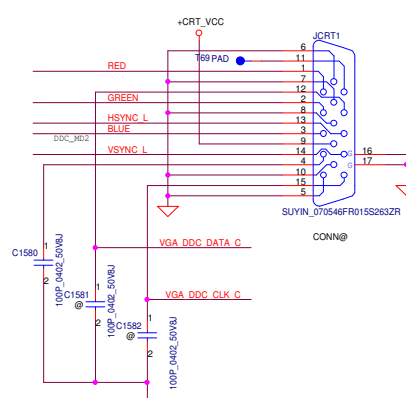 +CRT_VCC
JCRT1
T69 PAD
6
11
RED
1
7
12
GREEN
2
8
HSYNC_L
13
BLUE
3
DDC_MD2
9
VSYNC_L
14
G
16
4
G
17
10
15
5
SUYIN_070546FR015S263ZR
CONN@
VGA_DDC_DATA_C
C1580
1
2
100P_0402_50V8J
C1581
@
1
2
100P_0402_50V8J
VGA_DDC_CLK_C
C1582
@
1
2
100P_0402_50V8J